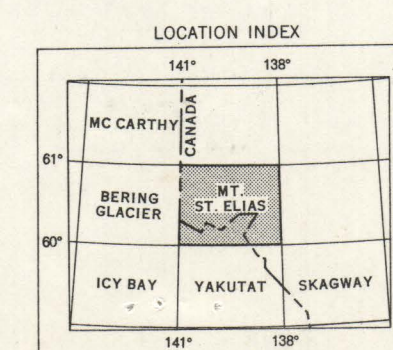 LOCATION INDEX
141° 138°
MC CARTHY
CANADA
61°
BERING
GLACIER
MT.
ST. ELIAS
60°
ICY BAY YAKUTAT SKAGWAY
141° 138°